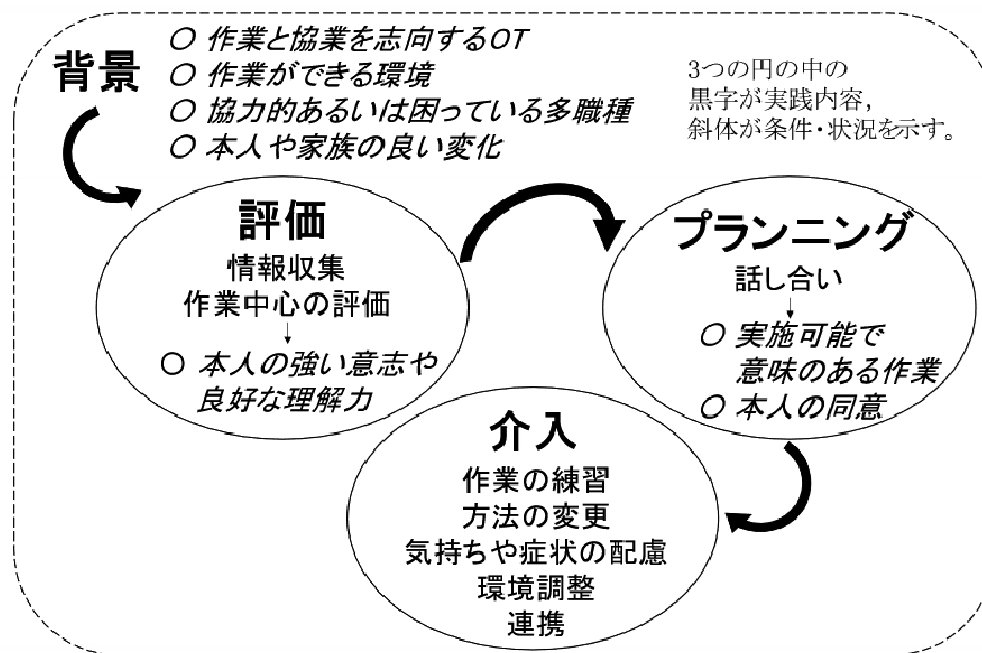 背景
○ 作業と協業を志向するOT
○ 作業ができる環境
○ 協力的あるいは困っている多職種
○ 本人や家族の良い変化
3つの円の中の
黒字が実践内容，
斜体が条件・状況を示す。
評価
情報収集
作業中心の評価
○ 本人の強い意志や
良好な理解力
プランニング
話し合い
○ 実施可能で
意味のある作業
○ 本人の同意
介入
作業の練習
方法の変更
気持ちや症状の配慮
環境調整
連携